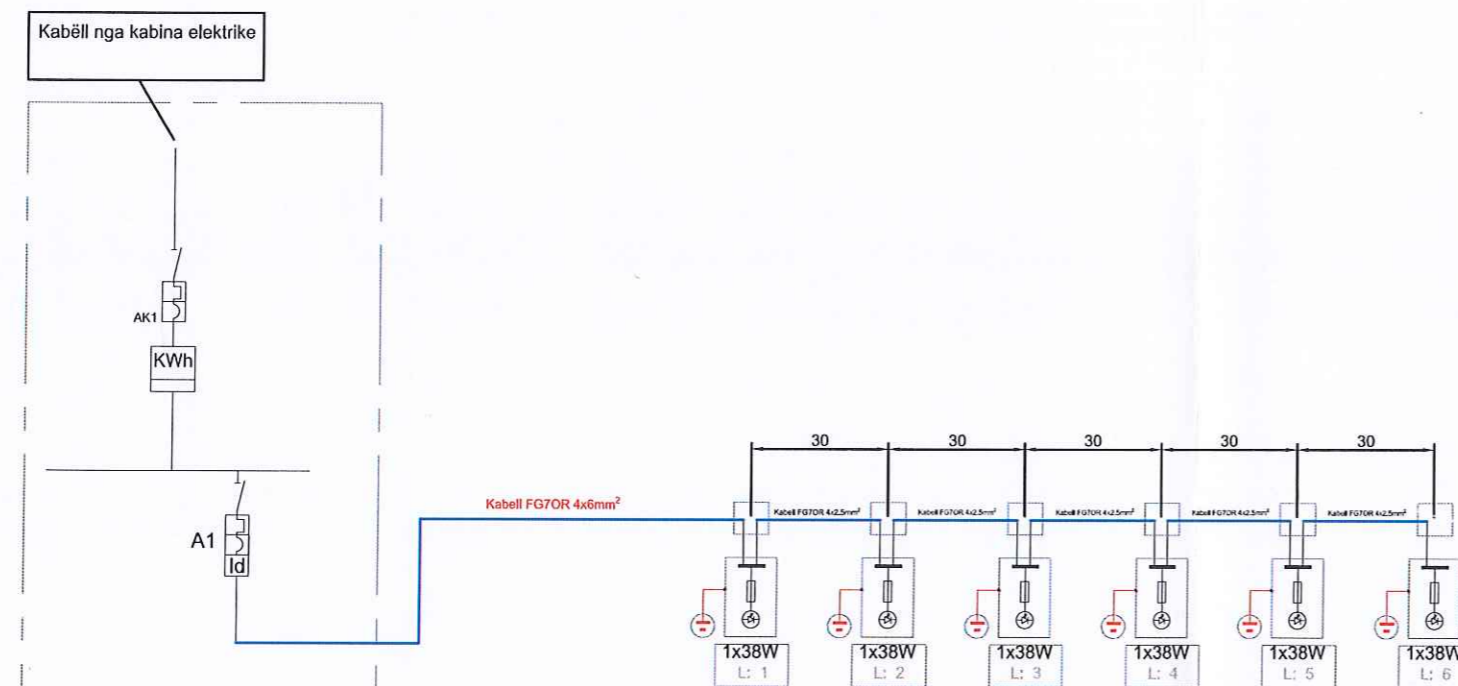 Kabëll nga kabina elektrike
AK1
KWh
30 30 30 30 30
Kabell FG7OR 4x6mm²
Kabell FG7OR 4x2.5mm² Kabell FG7OR 4x2.5mm² Kabell FG7OR 4x2.5mm² Kabell FG7OR 4x2.5mm² Kabell FG7OR 4x2.5mm²
A1
Id
1x38W 1x38W 1x38W 1x38W 1x38W 1x38W
L: 1 L: 2 L: 3 L: 4 L: 5 L: 6